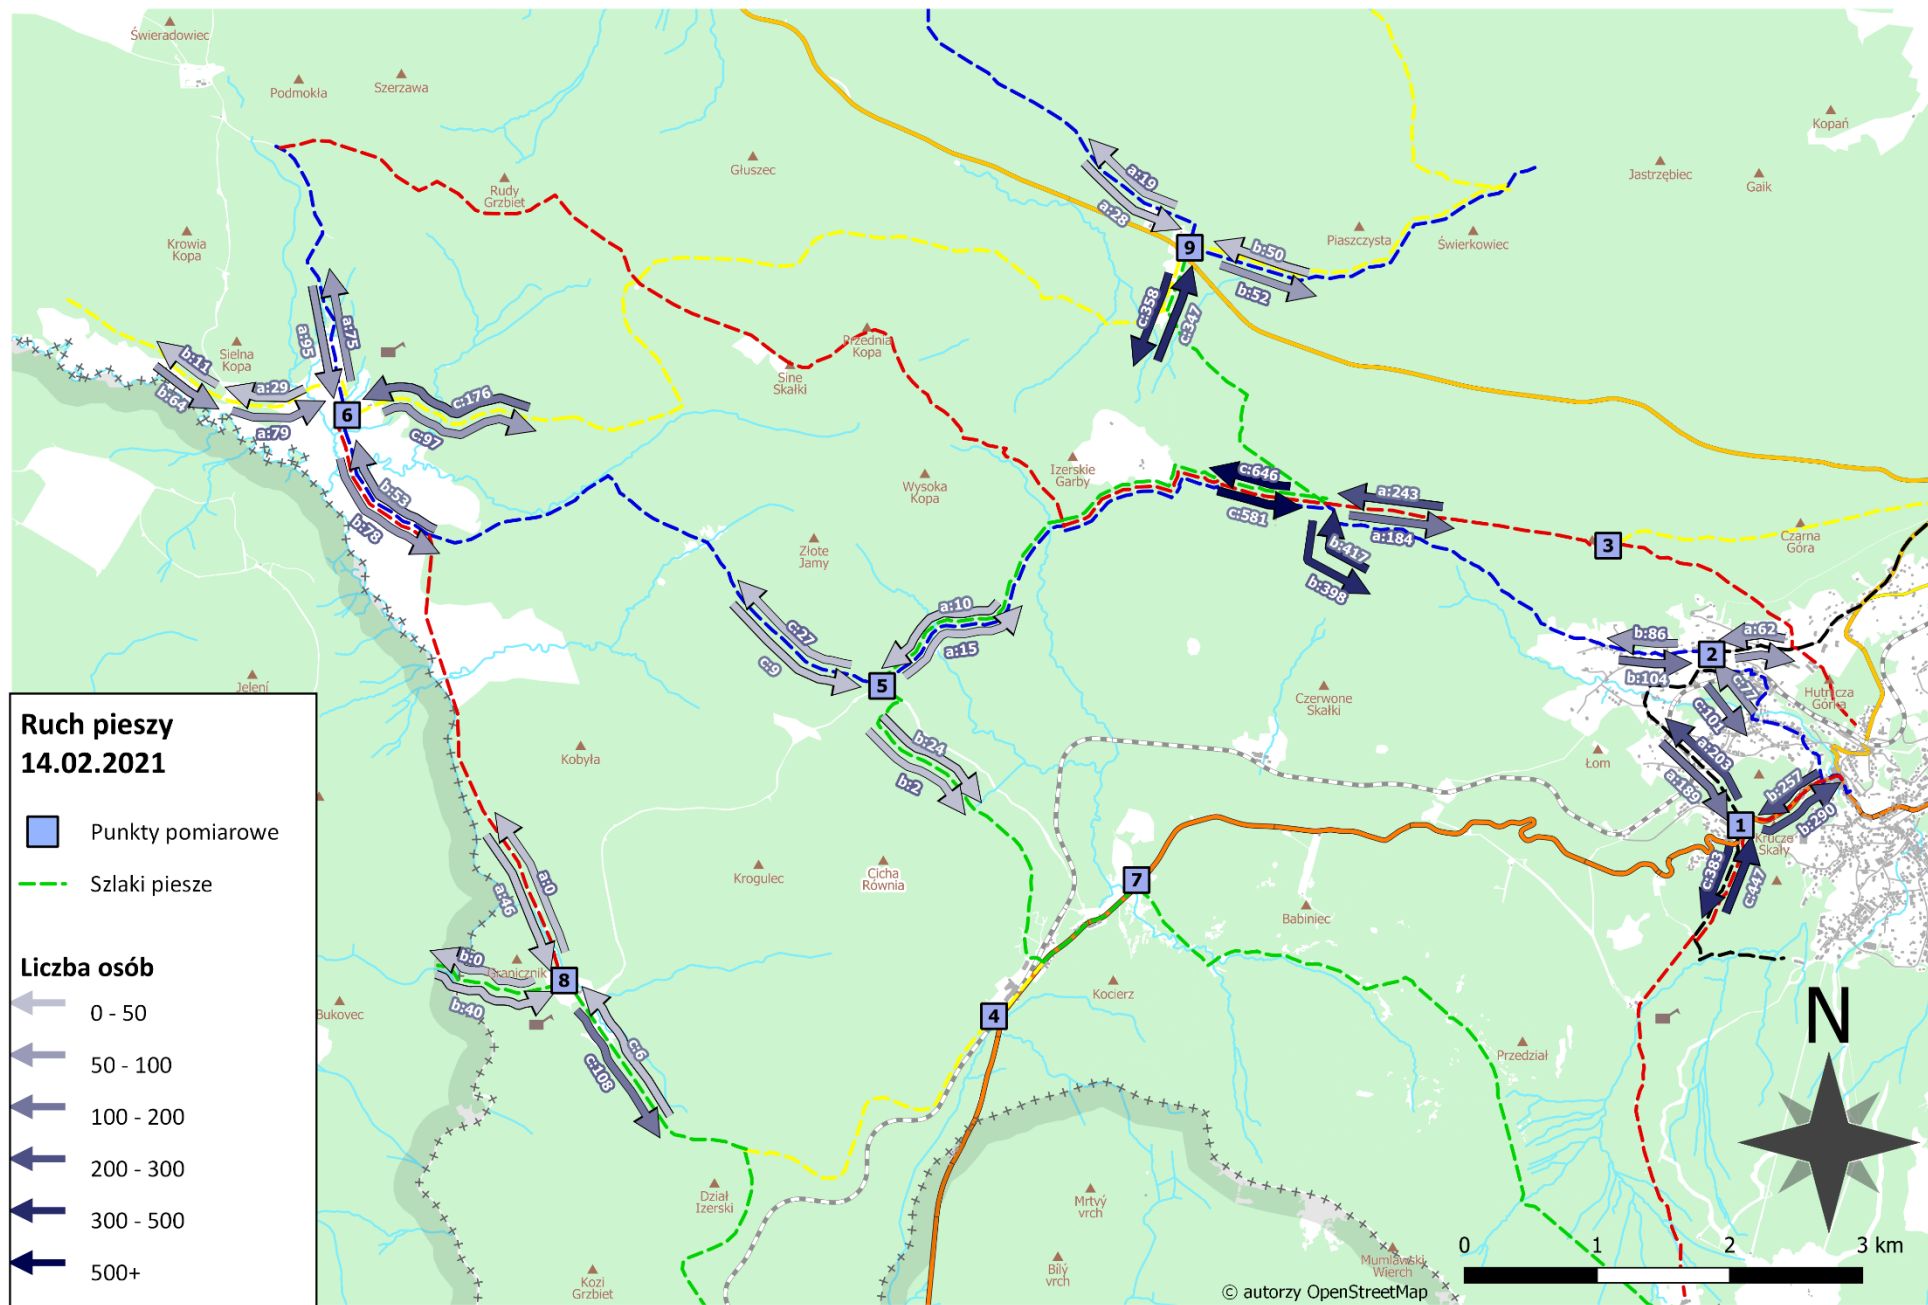 Świeradowiec
Podmokła
Szerzawa
Kopań
Głuszec
Jastrzębiec
Gaik
Rudy
Grzbiet
a:19
a:28
Krowia
Kopa
9
b:50
b:52
Piaszczysta
Świerkowiec
c:358
c:347
a:95
a:75
b:11
b:64
Sielna
Kopa
a:29
a:79
6
c:176
c:97
Przednia
Kopa
Sine
Skałki
b:53
b:78
Wysoka
Kopa
Izerskie
Garby
c:646
c:581
a:243
a:184
b:417
b:398
3
Czarna
Góra
Złote
Jamy
c:27
c:9
a:10
a:15
5
b:86
b:104
2
a:62
c:77
c:101
Hutnicza
Górka
Jelení
Czerwone
Skałki
Kobyła
b:24
b:2
Łom
a:203
a:189
b:257
b:290
1
Krucze
Skały
c:383
c:447
Krogulec
Cicha
Równia
7
Babiniec
a:0
a:46
b:0
b:40
Granicznik
8
Bukovec
c:6
c:108
4
Kocierz
Przedział
Dział
Izerski
Mrtvý
vrch
Kozi
Grzbiet
Bílý
vrch
Mumlawski
Wierch
Ruch pieszy
14.02.2021
Punkty pomiarowe
Szlaki piesze
Liczba osób
0 - 50
50 - 100
100 - 200
200 - 300
300 - 500
500+
N
0 1 2 3 km
© autorzy OpenStreetMap